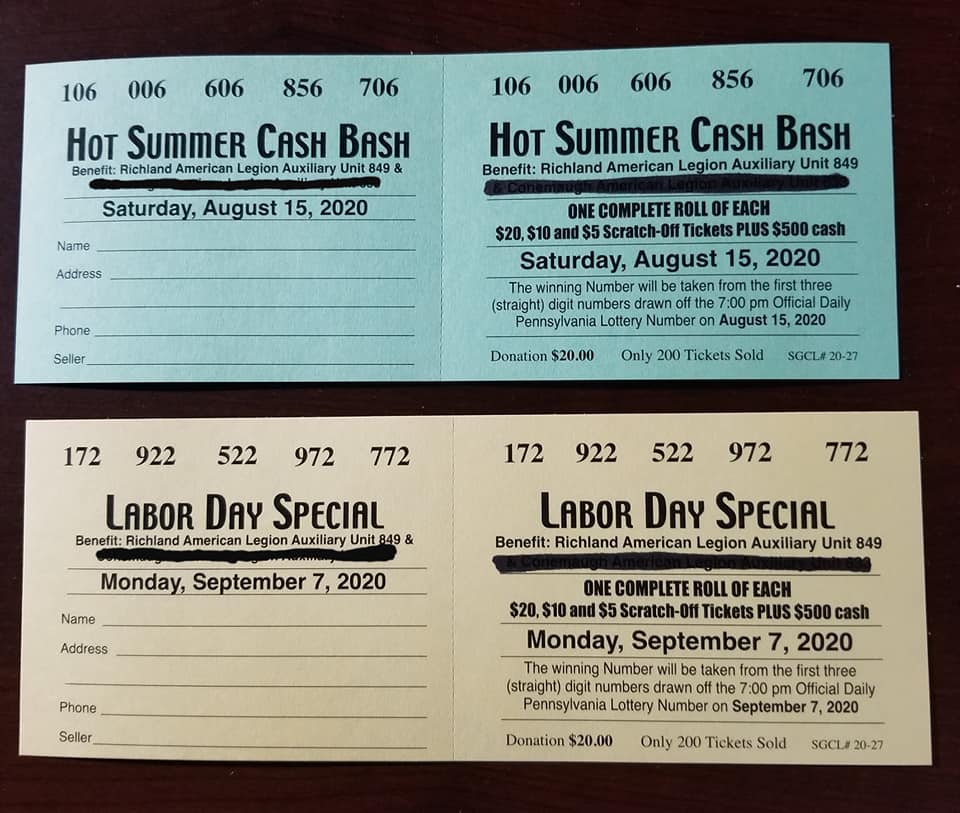 106 006 606 856 706
HOT SUMMER CASH BASH
Benefit: Richland American Legion Auxiliary Unit 849 &
Saturday, August 15, 2020
Name
Address
Phone
Seller
106 006 606 856 706
HOT SUMMER CASH BASH
Benefit: Richland American Legion Auxiliary Unit 849
& Conemaugh American Legion Auxiliary Unit
ONE COMPLETE ROLL OF EACH
$20, $10 and $5 Scratch-Off Tickets PLUS $500 cash
Saturday, August 15, 2020
The winning Number will be taken from the first three
(straight) digit numbers drawn off the 7:00 pm Official Daily
Pennsylvania Lottery Number on August 15, 2020
Donation $20.00 Only 200 Tickets Sold SGCL# 20-27
172 922 522 972 772
LABOR DAY SPECIAL
Benefit: Richland American Legion Auxiliary Unit 849 &
Monday, September 7, 2020
Name
Address
Phone
Seller
172 922 522 972 772
LABOR DAY SPECIAL
Benefit: Richland American Legion Auxiliary Unit 849
& Conemaugh American Legion Auxiliary Unit
ONE COMPLETE ROLL OF EACH
$20, $10 and $5 Scratch-Off Tickets PLUS $500 cash
Monday, September 7, 2020
The winning Number will be taken from the first three
(straight) digit numbers drawn off the 7:00 pm Official Daily
Pennsylvania Lottery Number on September 7, 2020
Donation $20.00 Only 200 Tickets Sold SGCL# 20-27